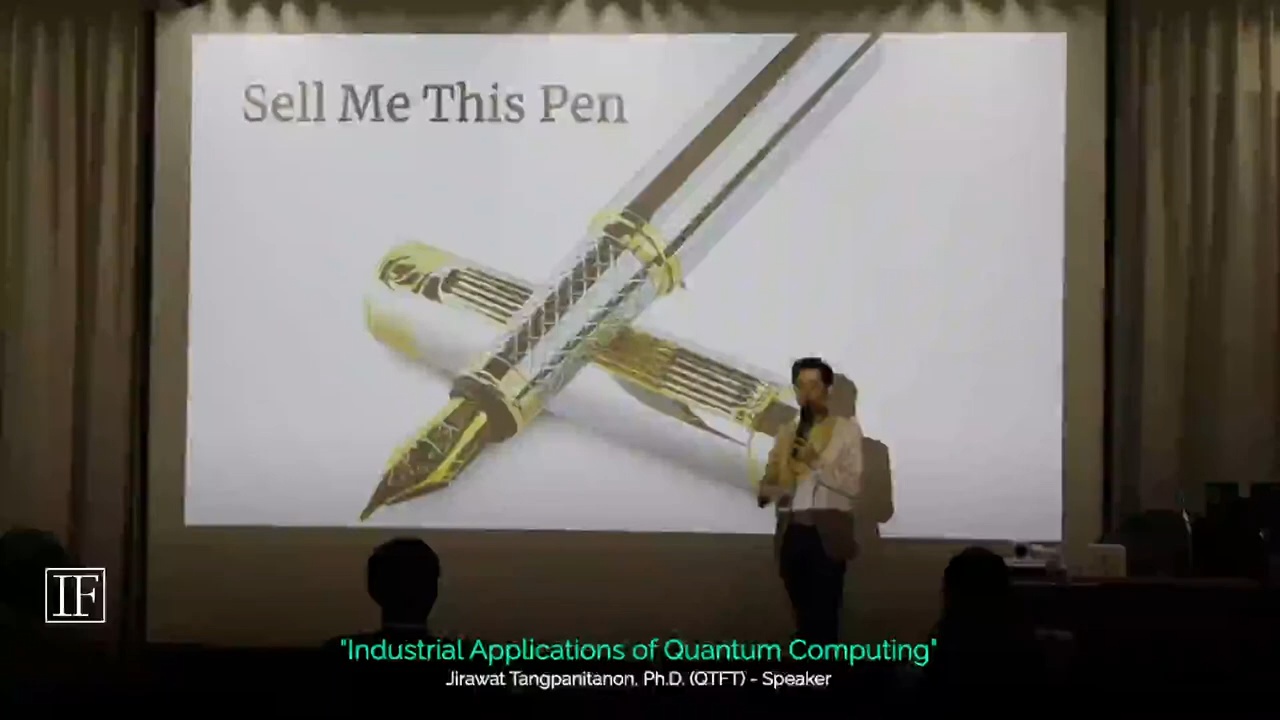 Sell Me This Pen
IF
"Industrial Applications of Quantum Computing"
Jirawat Tangpanitanon, Ph.D. (QTFT) - Speaker